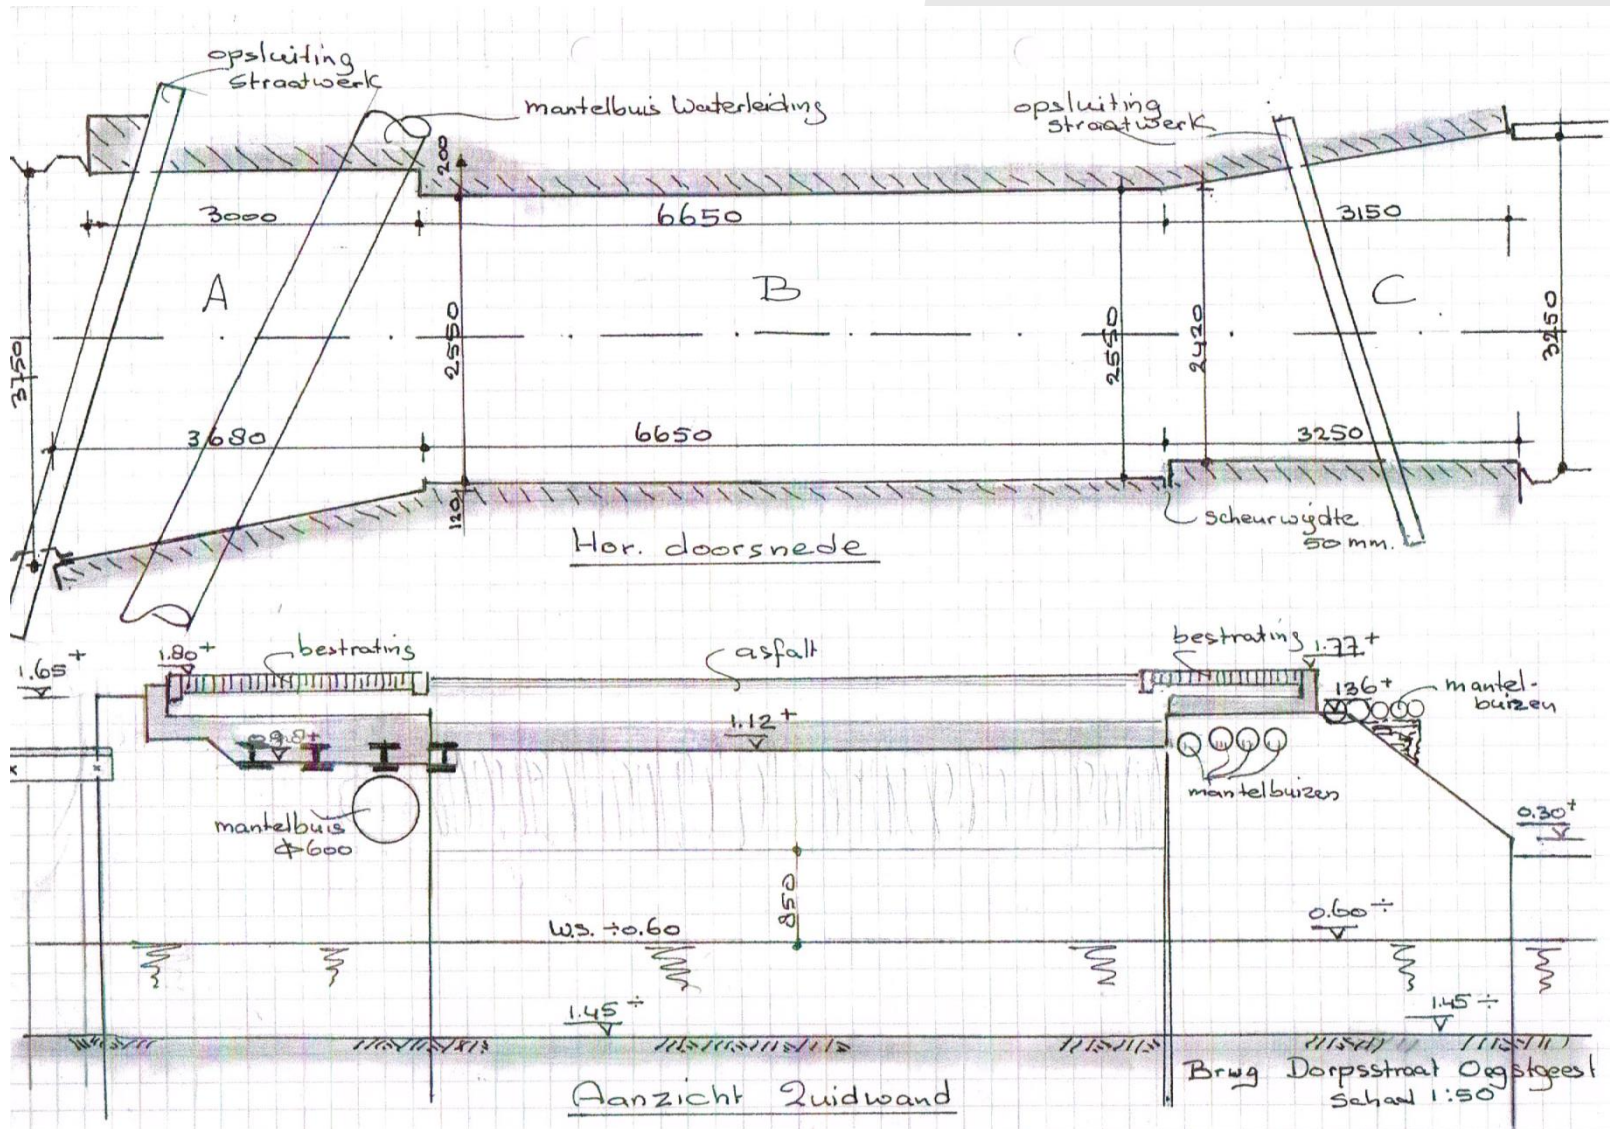 opsluiting
straatwerk
mantelbuis Waterleiding
opsluiting
straatwerk
200
3000
6650
3150
A
B
C
3750
2550
2550
2420
3250
3680
6650
3250
120
scheurwijdte
50 mm.
Hor. doorsnede
1.65+
1.80+
bestrating
asfalt
bestrating
1.77+
136+
mantel-
buizen
1.12+
mantelbuizen
mantelbuis
φ600
0.30+
850
W.S. ÷0.60
0.60÷
1.45÷
1.45÷
Aanzicht Zuidwand
Brug Dorpsstraat Oegstgeest
Schaal 1:50